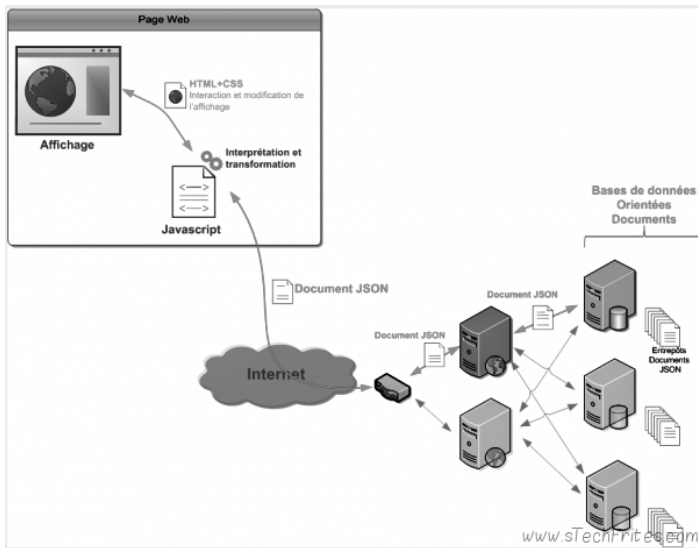 Page Web
HTML+CSS
Interaction et modification de
l'affichage
Affichage
Interprétation et
transformation
Javascript
Bases de données
Orientées
Documents
Document JSON
Document JSON
Document JSON
Internet
Entrepôts
Documents
JSON
www.sTechFrites.com